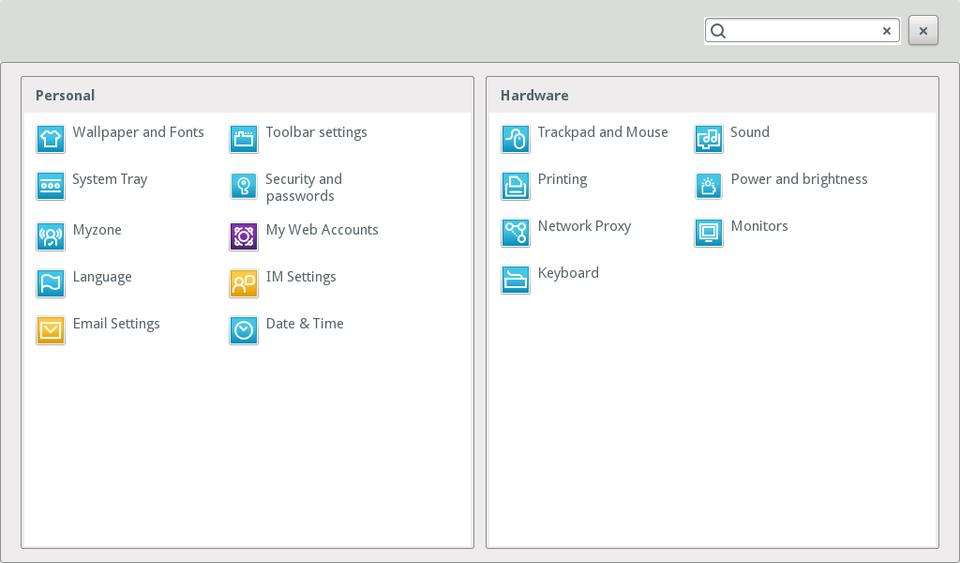 Personal
Wallpaper and Fonts
Toolbar settings
System Tray
Security and
passwords
Myzone
My Web Accounts
Language
IM Settings
Email Settings
Date & Time
Hardware
Trackpad and Mouse
Sound
Printing
Power and brightness
Network Proxy
Monitors
Keyboard